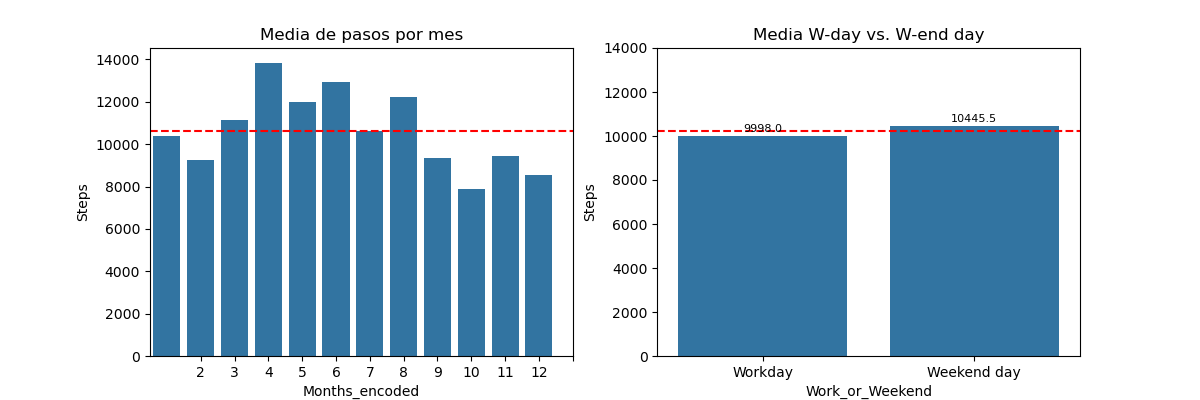 Media de pasos por mes
14000
12000
10000
8000
6000
4000
2000
0
Steps
2 3 4 5 6 7 8 9 10 11 12
Months_encoded
Media W-day vs. W-end day
14000
12000
10000
8000
6000
4000
2000
0
Steps
9998.0
10445.5
Workday Weekend day
Work_or_Weekend